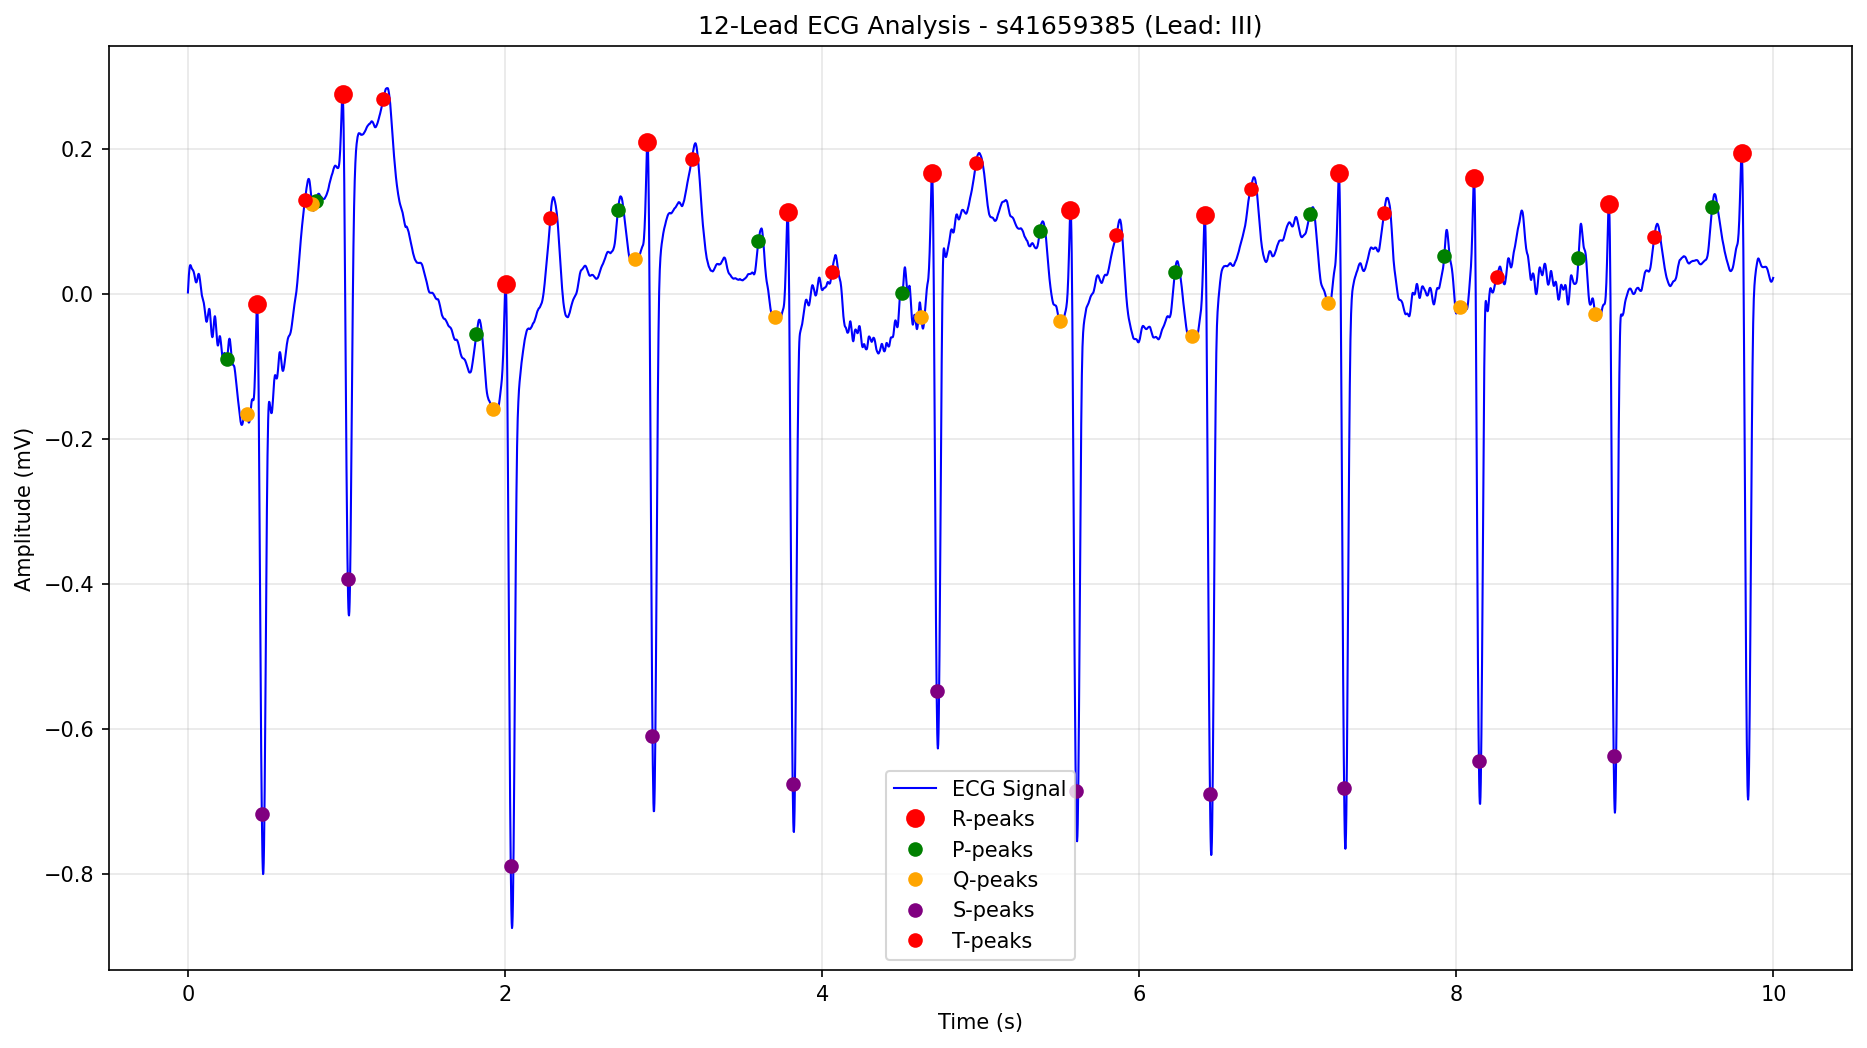 12-Lead ECG Analysis - s41659385 (Lead: III)
Amplitude (mV)
0.2
0.0
−0.2
−0.4
−0.6
−0.8
ECG Signal
R-peaks
P-peaks
Q-peaks
S-peaks
T-peaks
0 2 4 6 8 10
Time (s)